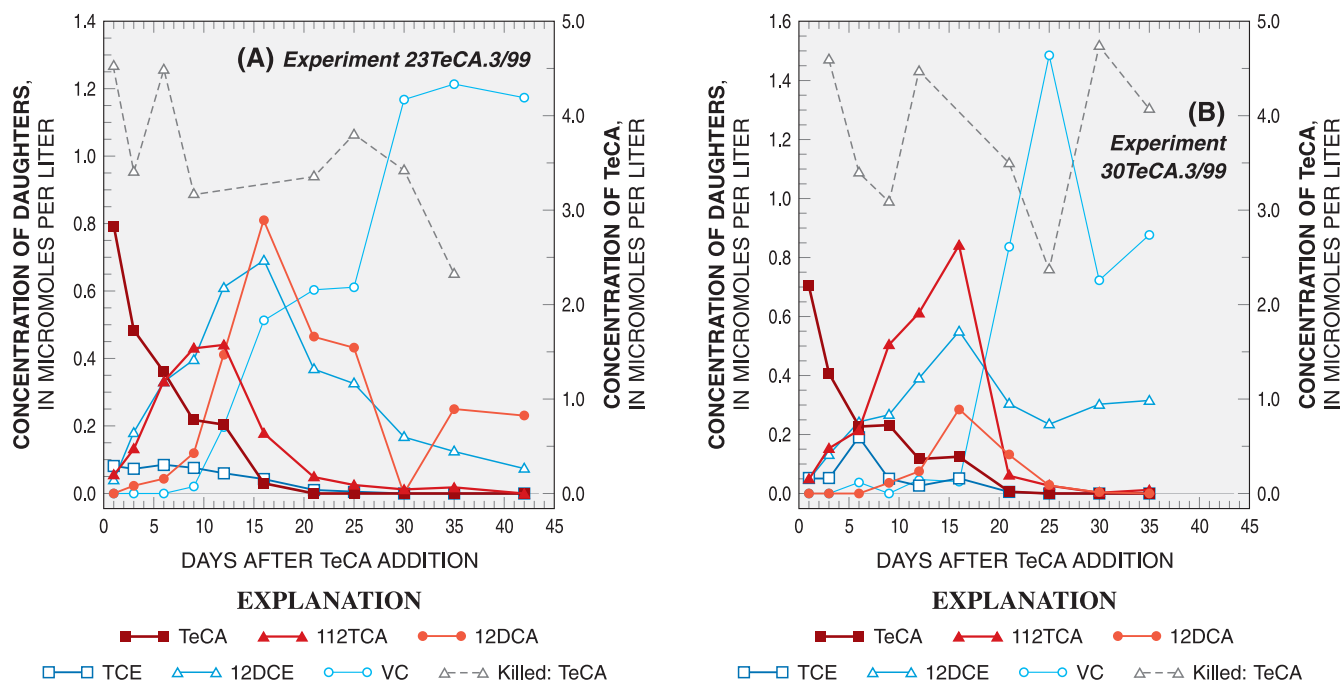 (A) Experiment 23TeCA.3/99
CONCENTRATION OF DAUGHTERS,
IN MICROMOLES PER LITER
1.4
1.2
1.0
0.8
0.6
0.4
0.2
0.0
CONCENTRATION OF TeCA,
IN MICROMOLES PER LITER
5.0
4.0
3.0
2.0
1.0
0.0
0 5 10 15 20 25 30 35 40 45
DAYS AFTER TeCA ADDITION
EXPLANATION
TeCA 112TCA 12DCA
TCE 12DCE VC Killed: TeCA
(B)
Experiment
30TeCA.3/99
CONCENTRATION OF DAUGHTERS,
IN MICROMOLES PER LITER
1.6
1.4
1.2
1.0
0.8
0.6
0.4
0.2
0.0
CONCENTRATION OF TeCA,
IN MICROMOLES PER LITER
5.0
4.0
3.0
2.0
1.0
0.0
0 5 10 15 20 25 30 35 40 45
DAYS AFTER TeCA ADDITION
EXPLANATION
TeCA 112TCA 12DCA
TCE 12DCE VC Killed: TeCA